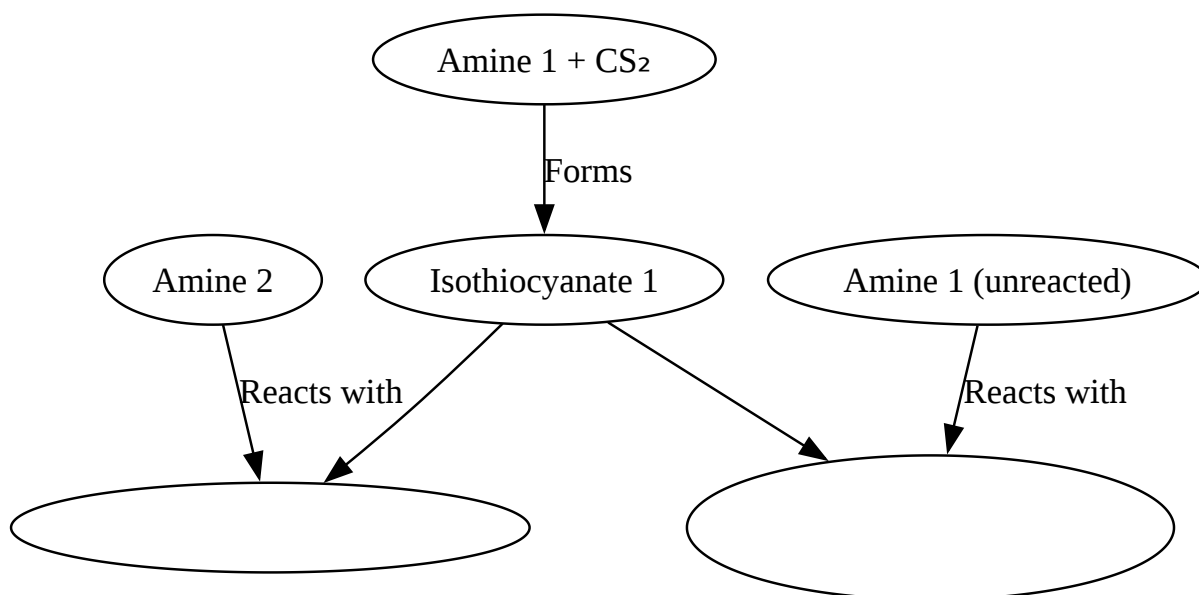 Amine 1 + CS₂
Forms
Amine 2
Isothiocyanate 1
Amine 1 (unreacted)
Reacts with
Reacts with